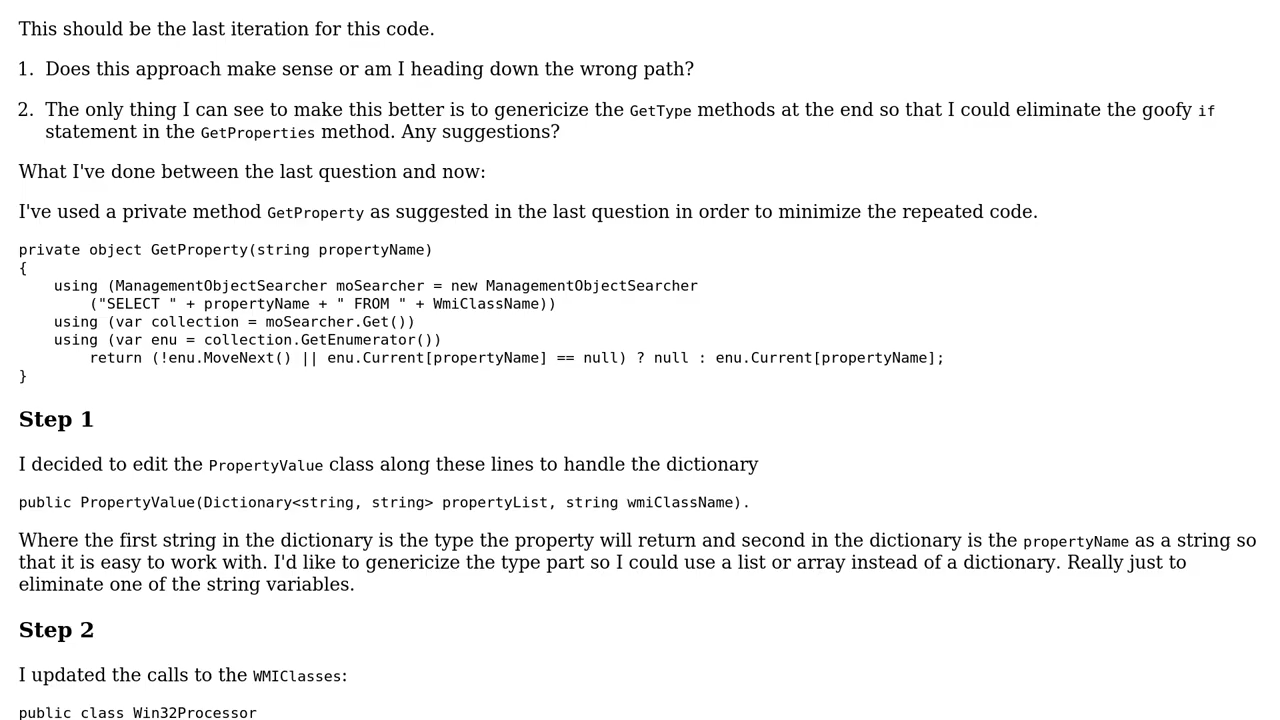 This should be the last iteration for this code.
1. Does this approach make sense or am I heading down the wrong path?
2. The only thing I can see to make this better is to genericize the GetType methods at the end so that I could eliminate the goofy if
statement in the GetProperties method. Any suggestions?
What I've done between the last question and now:
I've used a private method GetProperty as suggested in the last question in order to minimize the repeated code.
private object GetProperty(string propertyName)
{
    using (ManagementObjectSearcher moSearcher = new ManagementObjectSearcher
        ("SELECT " + propertyName + " FROM " + WmiClassName))
    using (var collection = moSearcher.Get())
    using (var enu = collection.GetEnumerator())
        return (!enu.MoveNext() || enu.Current[propertyName] == null) ? null : enu.Current[propertyName];
}
Step 1
I decided to edit the PropertyValue class along these lines to handle the dictionary
public PropertyValue(Dictionary<string, string> propertyList, string wmiClassName).
Where the first string in the dictionary is the type the property will return and second in the dictionary is the propertyName as a string so
that it is easy to work with. I'd like to genericize the type part so I could use a list or array instead of a dictionary. Really just to
eliminate one of the string variables.
Step 2
I updated the calls to the WMIClasses:
public class Win32Processor